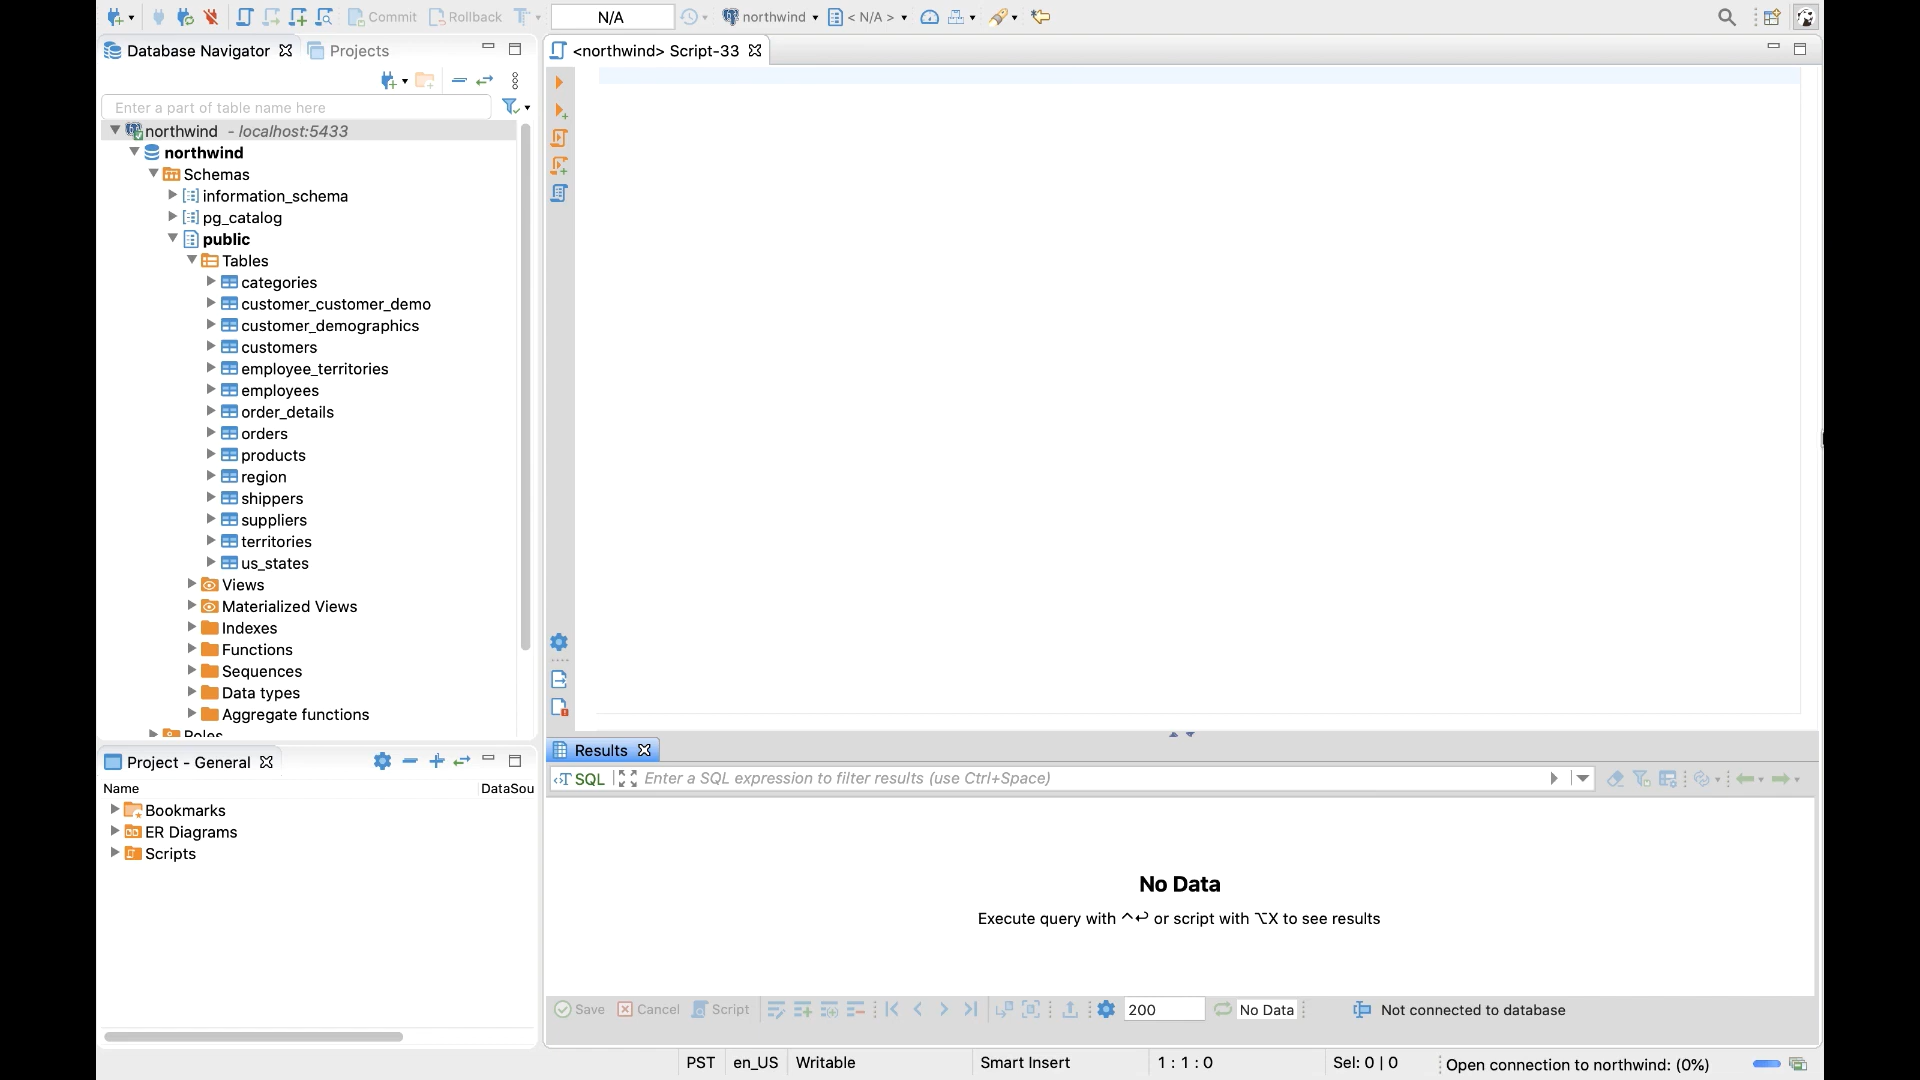 Commit
Rollback
N/A
northwind
< N/A >
Database Navigator
Projects
<northwind> Script-33
Enter a part of table name here
northwind - localhost:5433
northwind
Schemas
information_schema
pg_catalog
public
Tables
categories
customer_customer_demo
customer_demographics
customers
employee_territories
employees
order_details
orders
products
region
shippers
suppliers
territories
us_states
Views
Materialized Views
Indexes
Functions
Sequences
Data types
Aggregate functions
Roles
Project - General
Name
DataSou
Bookmarks
ER Diagrams
Scripts
Results
SQL
Enter a SQL expression to filter results (use Ctrl+Space)
No Data
Execute query with ^↩ or script with ⌥X to see results
Save
Cancel
Script
200
No Data
Not connected to database
PST
en_US
Writable
Smart Insert
1 : 1 : 0
Sel: 0 | 0
Open connection to northwind: (0%)